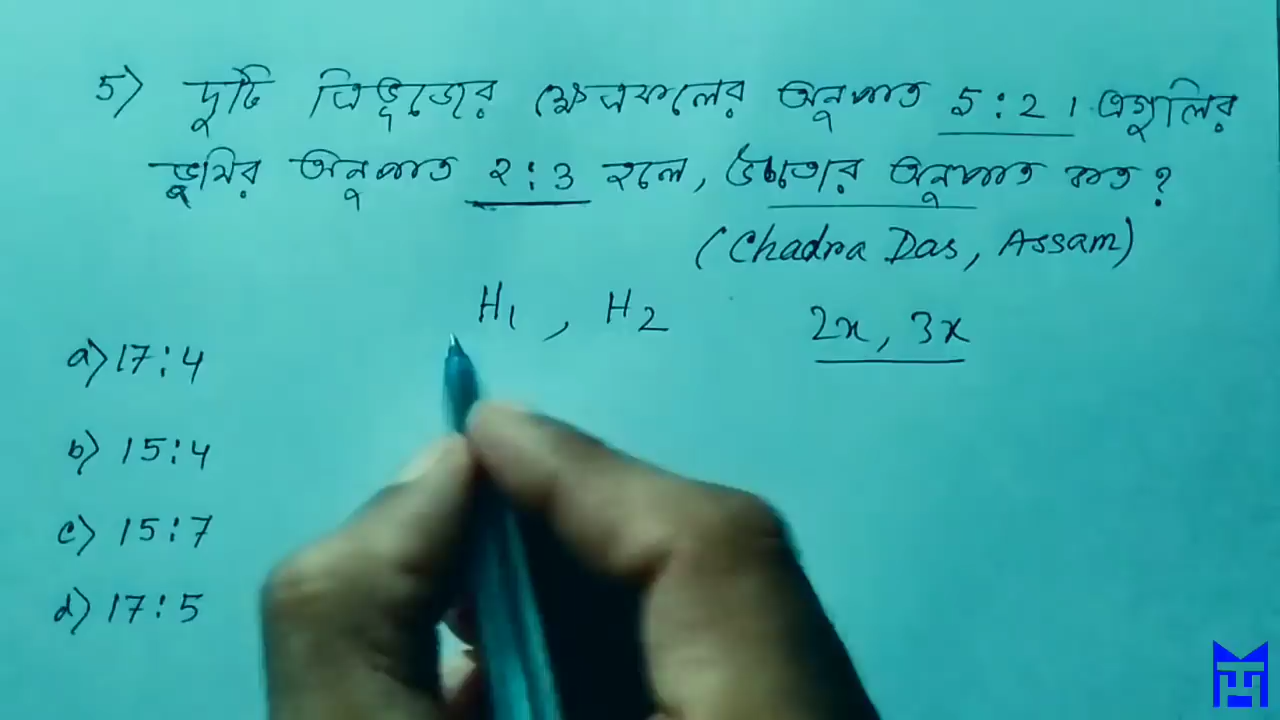 5) দুটি ত্রিভুজের ক্ষেত্রফলের অনুপাত 5:2। এগুলির
ভূমির অনুপাত 2:3 হলে, উচ্চতার অনুপাত কত?
(Chadra Das, Assam)
H1, H2 2x, 3x
a) 17:4
b) 15:4
c) 15:7
d) 17:5